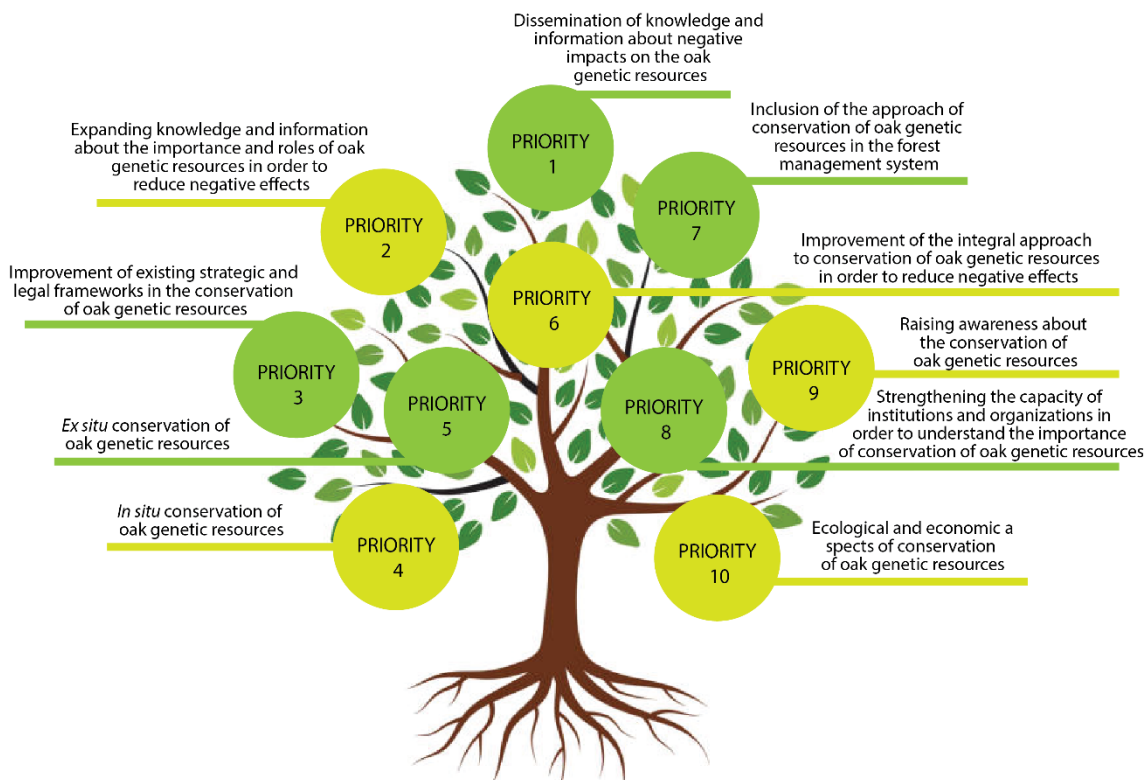 Dissemination of knowledge and
information about negative
impacts on the oak
genetic resources
PRIORITY
1
Expanding knowledge and information
about the importance and roles of oak
genetic resources in order to
reduce negative effects
PRIORITY
2
Inclusion of the approach of
conservation of oak genetic
resources in the forest
management system
PRIORITY
7
Improvement of existing strategic and
legal frameworks in the conservation
of oak genetic resources
PRIORITY
3
Improvement of the integral approach
to conservation of oak genetic resources
in order to reduce negative effects
PRIORITY
6
Raising awareness about
the conservation of
oak genetic resources
PRIORITY
9
Ex situ conservation of
oak genetic resources
PRIORITY
5
Strengthening the capacity of
institutions and organizations in
order to understand the importance
of conservation of oak genetic resources
PRIORITY
8
In situ conservation of
oak genetic resources
PRIORITY
4
Ecological and economic a
spects of conservation
of oak genetic resources
PRIORITY
10